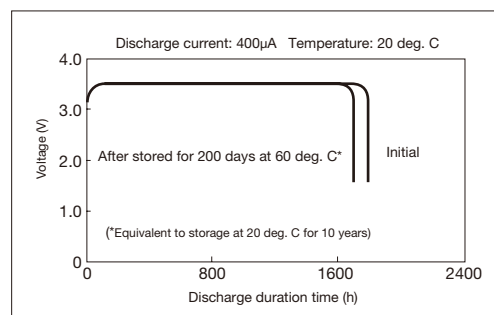 Discharge current: 400μA Temperature: 20 deg. C
4.0
3.0
2.0
1.0
0
Voltage (V)
After stored for 200 days at 60 deg. C*
Initial
(*Equivalent to storage at 20 deg. C for 10 years)
0 800 1600 2400
Discharge duration time (h)